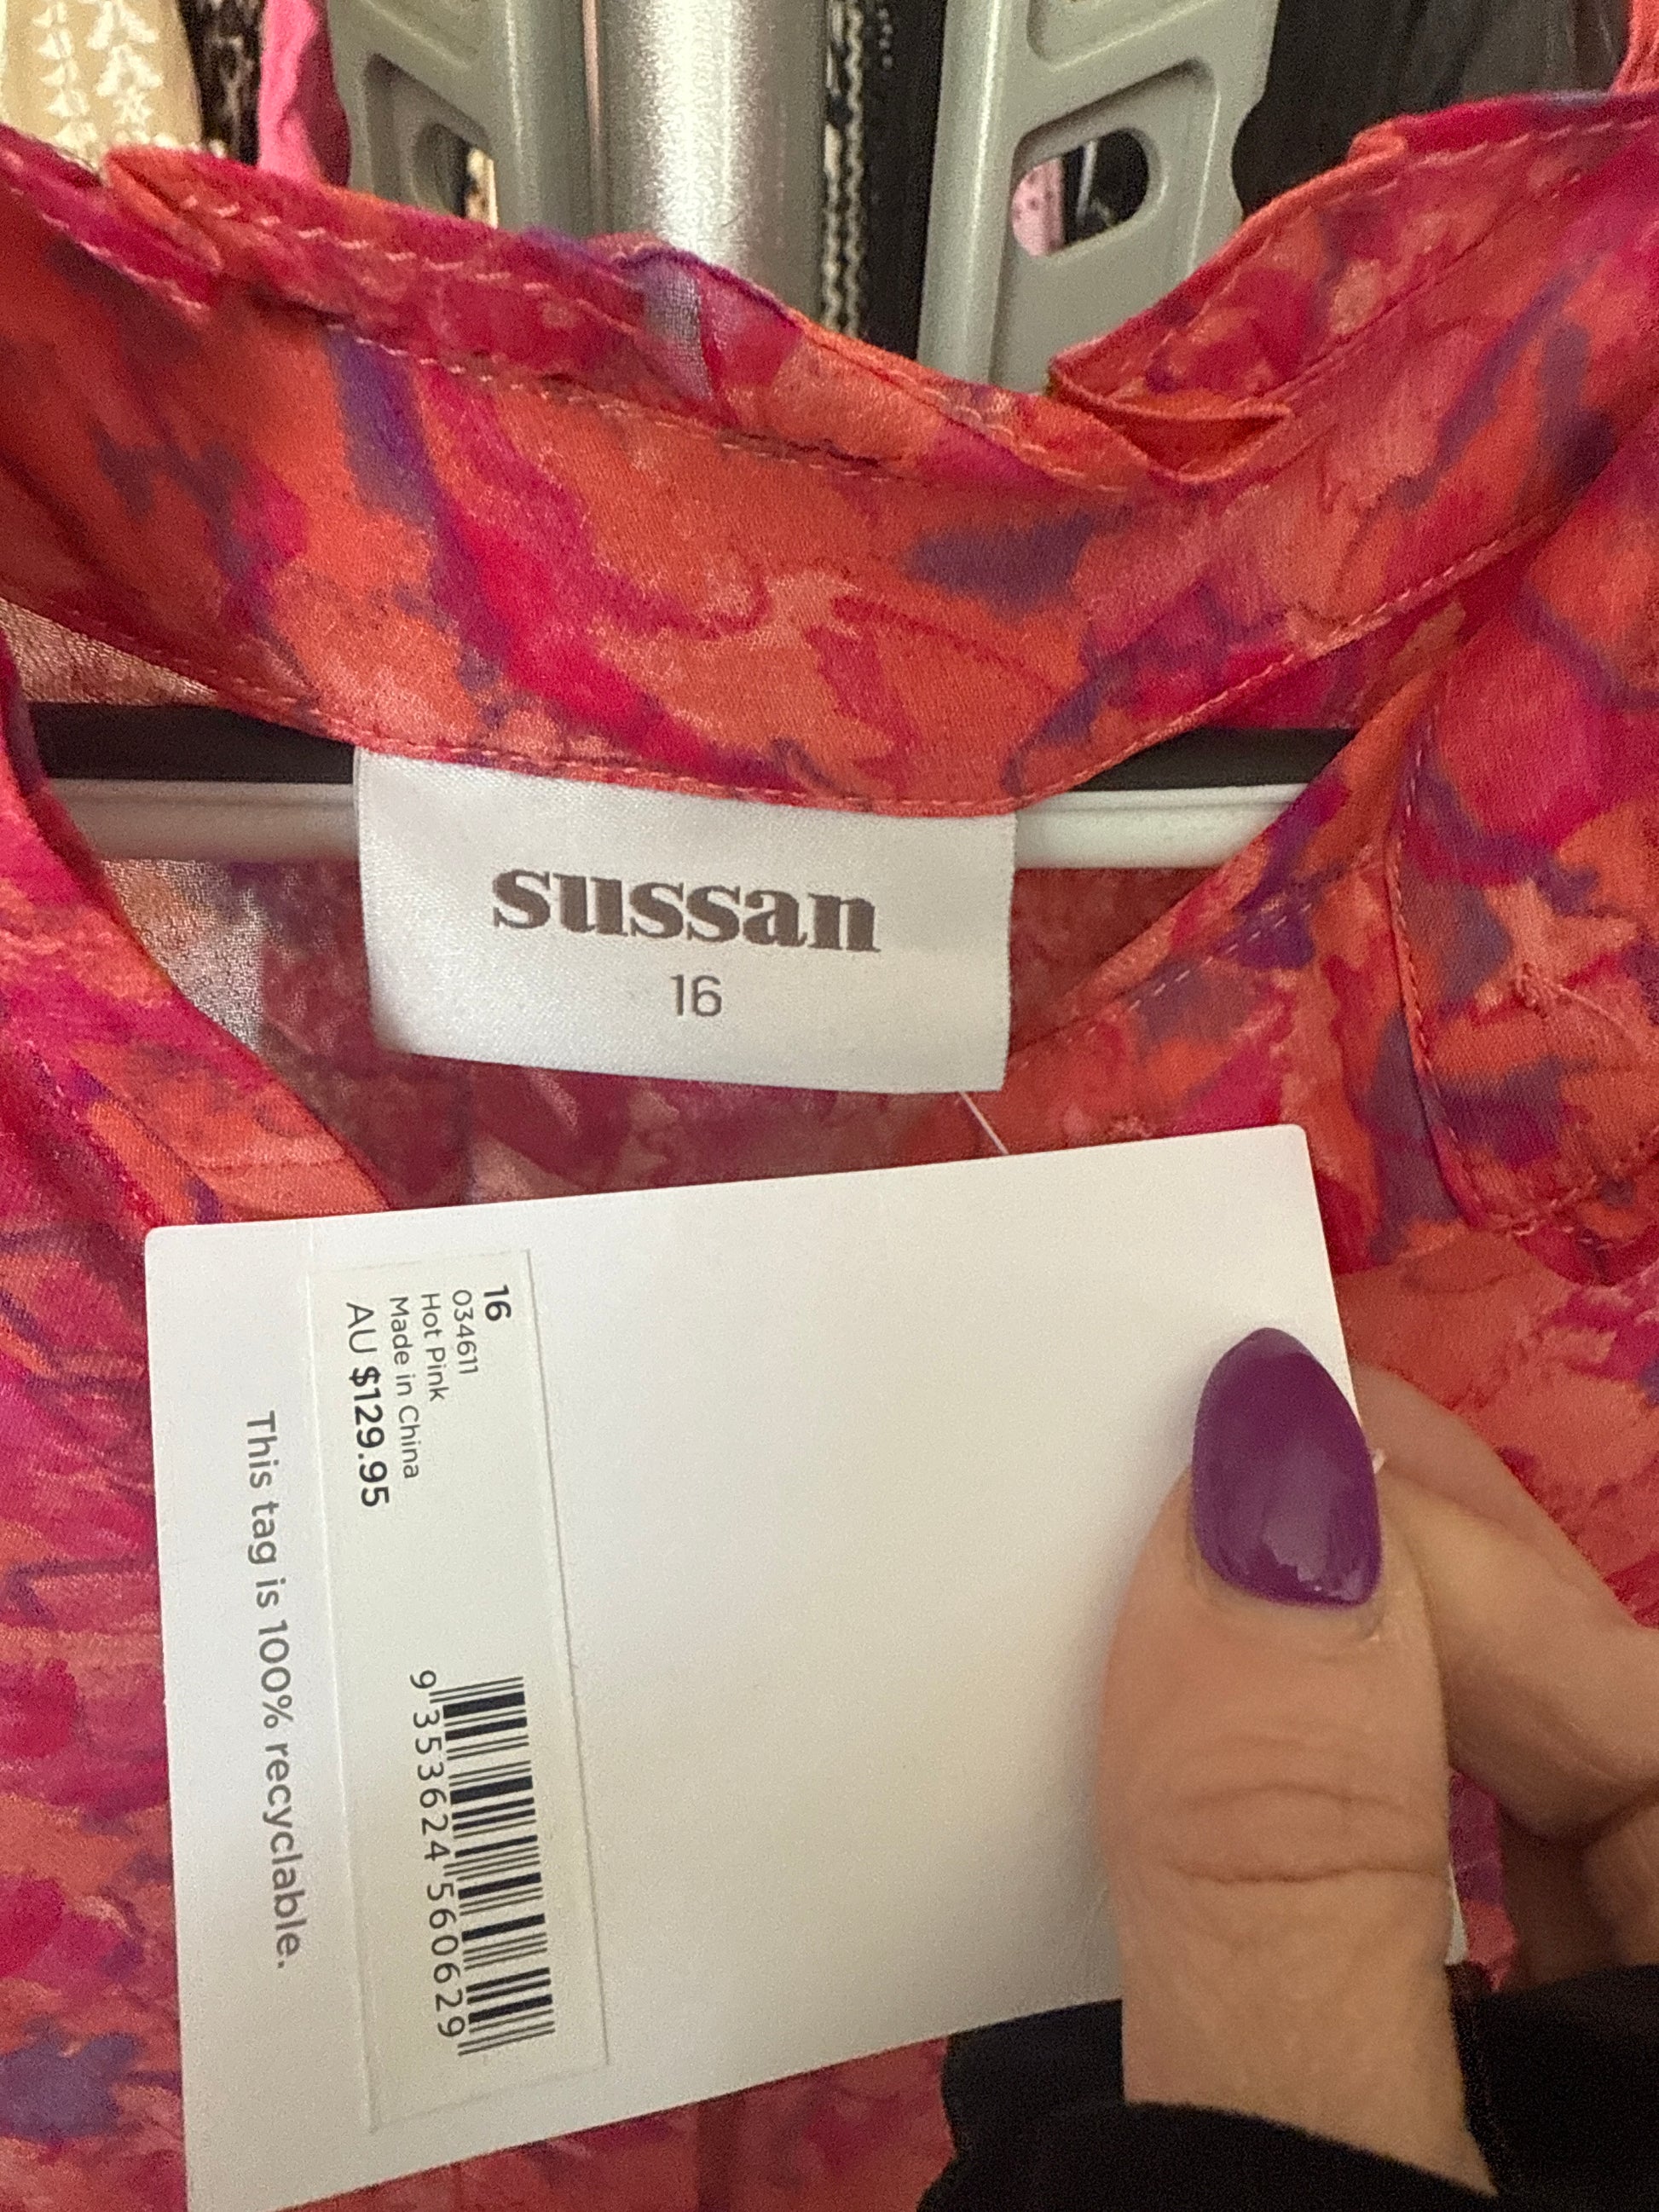 sussan
16
16
034611
Hot Pink
Made in China
AU $129.95
9 353624 560629
This tag is 100% recyclable.